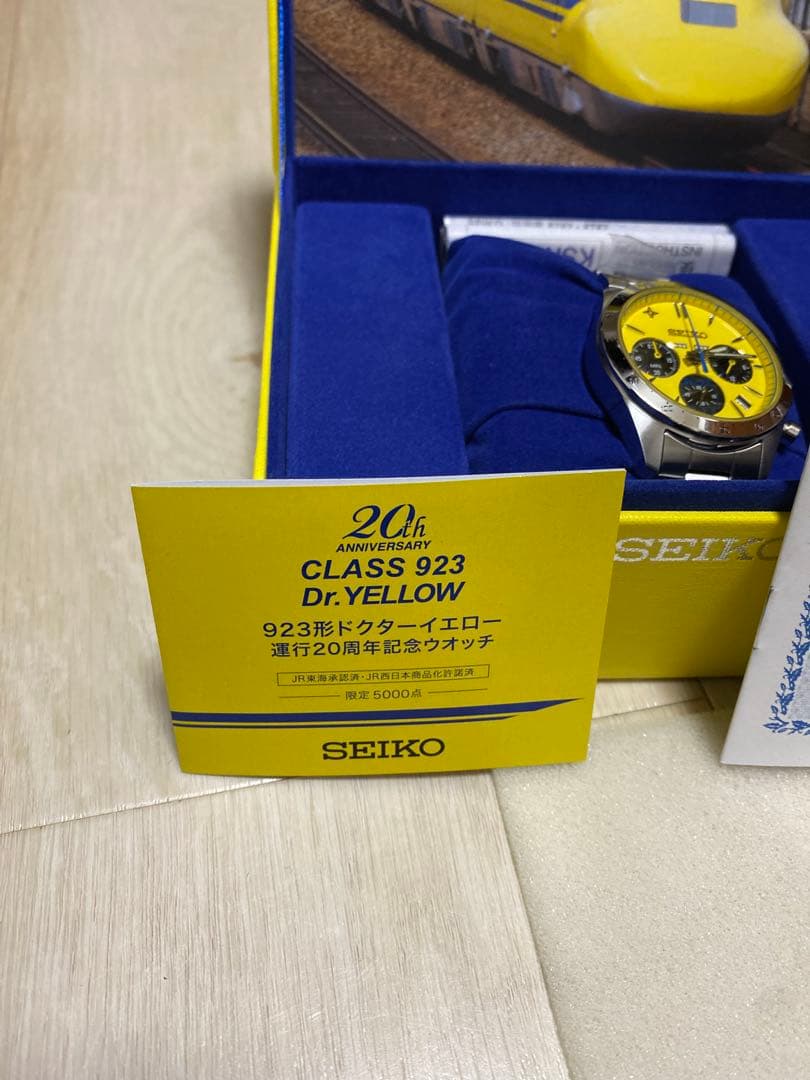 INSTR
KSN
SEIKO
SEIKO
20th
ANNIVERSARY
CLASS 923
Dr.YELLOW
923形ドクターイエロー
運行20周年記念ウオッチ
JR東海承認済・JR西日本商品化許諾済
限定 5000点
SEIKO